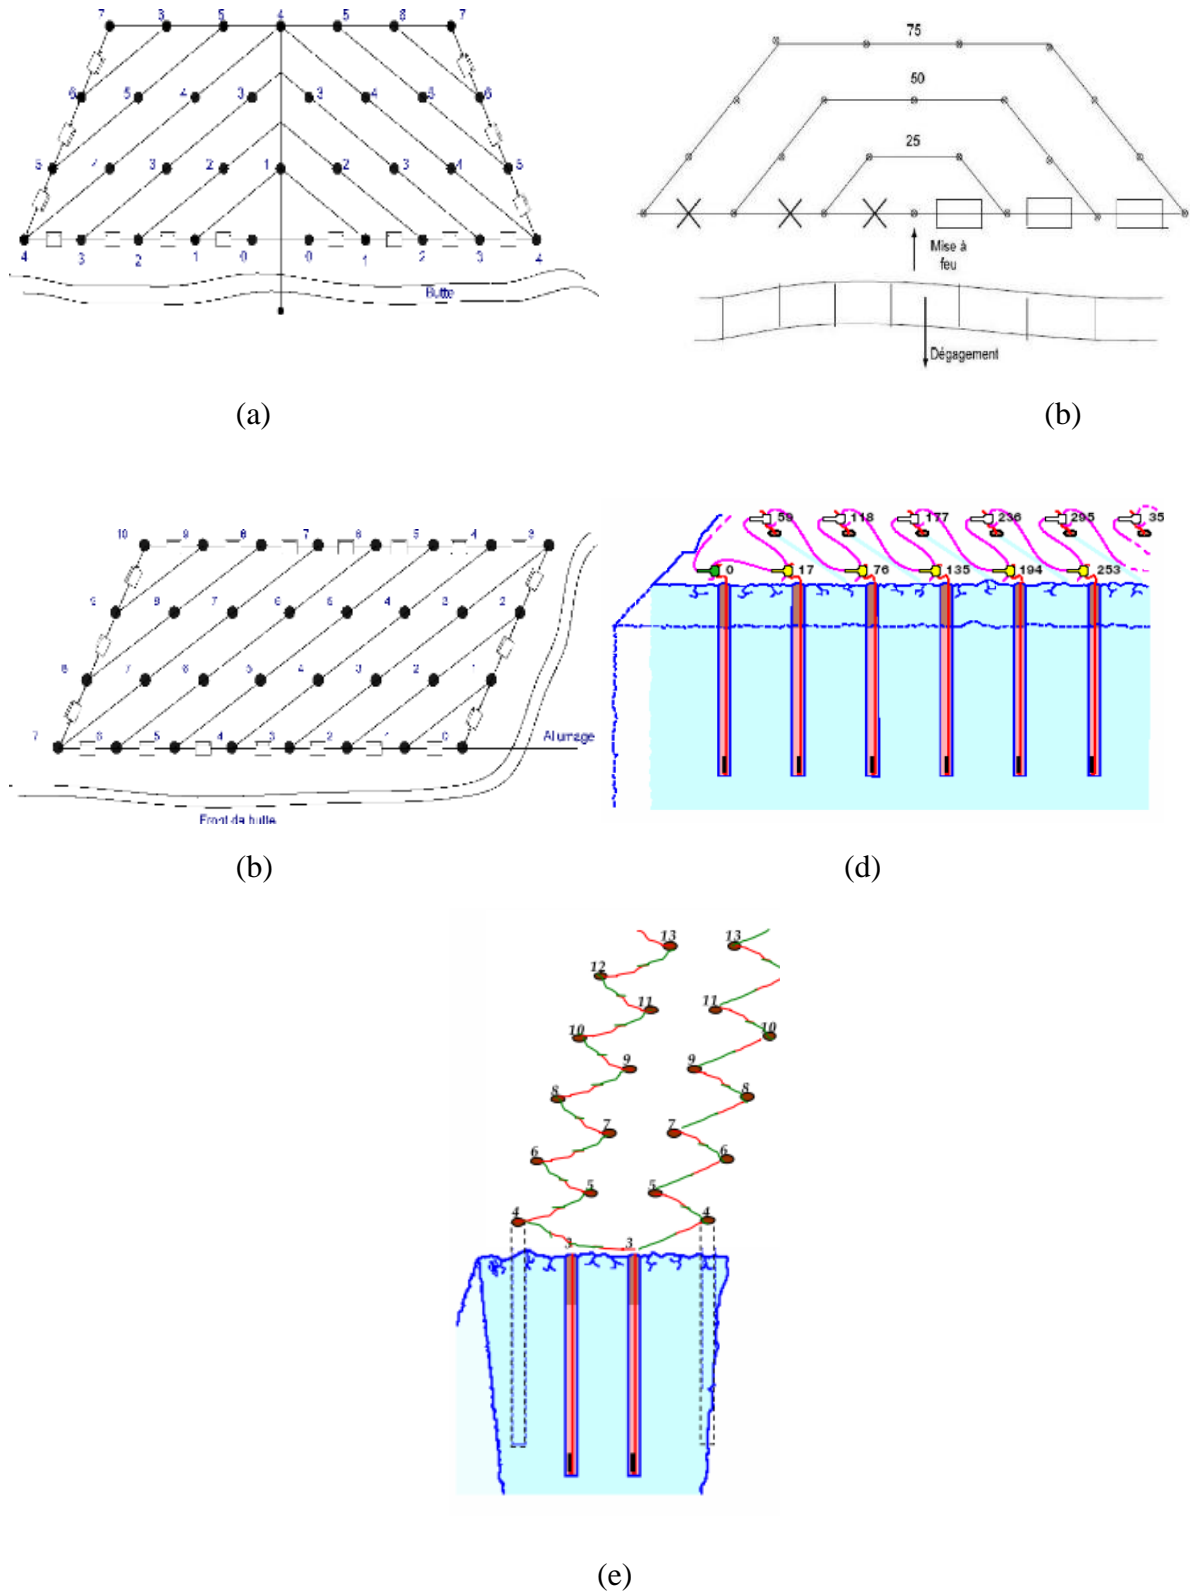 7 3 5 4 5 6 7
6 5 4 3 3 4 5 6
5 4 3 2 1 2 3 4 5
4 3 2 1 0 0 1 2 3 4
Butte
75
50
25
Mise à
feu
Dégagement
(a)
(b)
10 9 8 7 6 5 4 3
9 8 7 6 5 4 3 2
8 7 6 5 4 3 2 1
7 6 5 4 3 2 1 0
Allumage
Front de butte
59 118 177 236 295 35
0 17 76 135 194 253
(b)
(d)
13 13
12
11 11
10 10
9 9
8 8
7 7
6 6
5 5
4 4
3 3
(e)